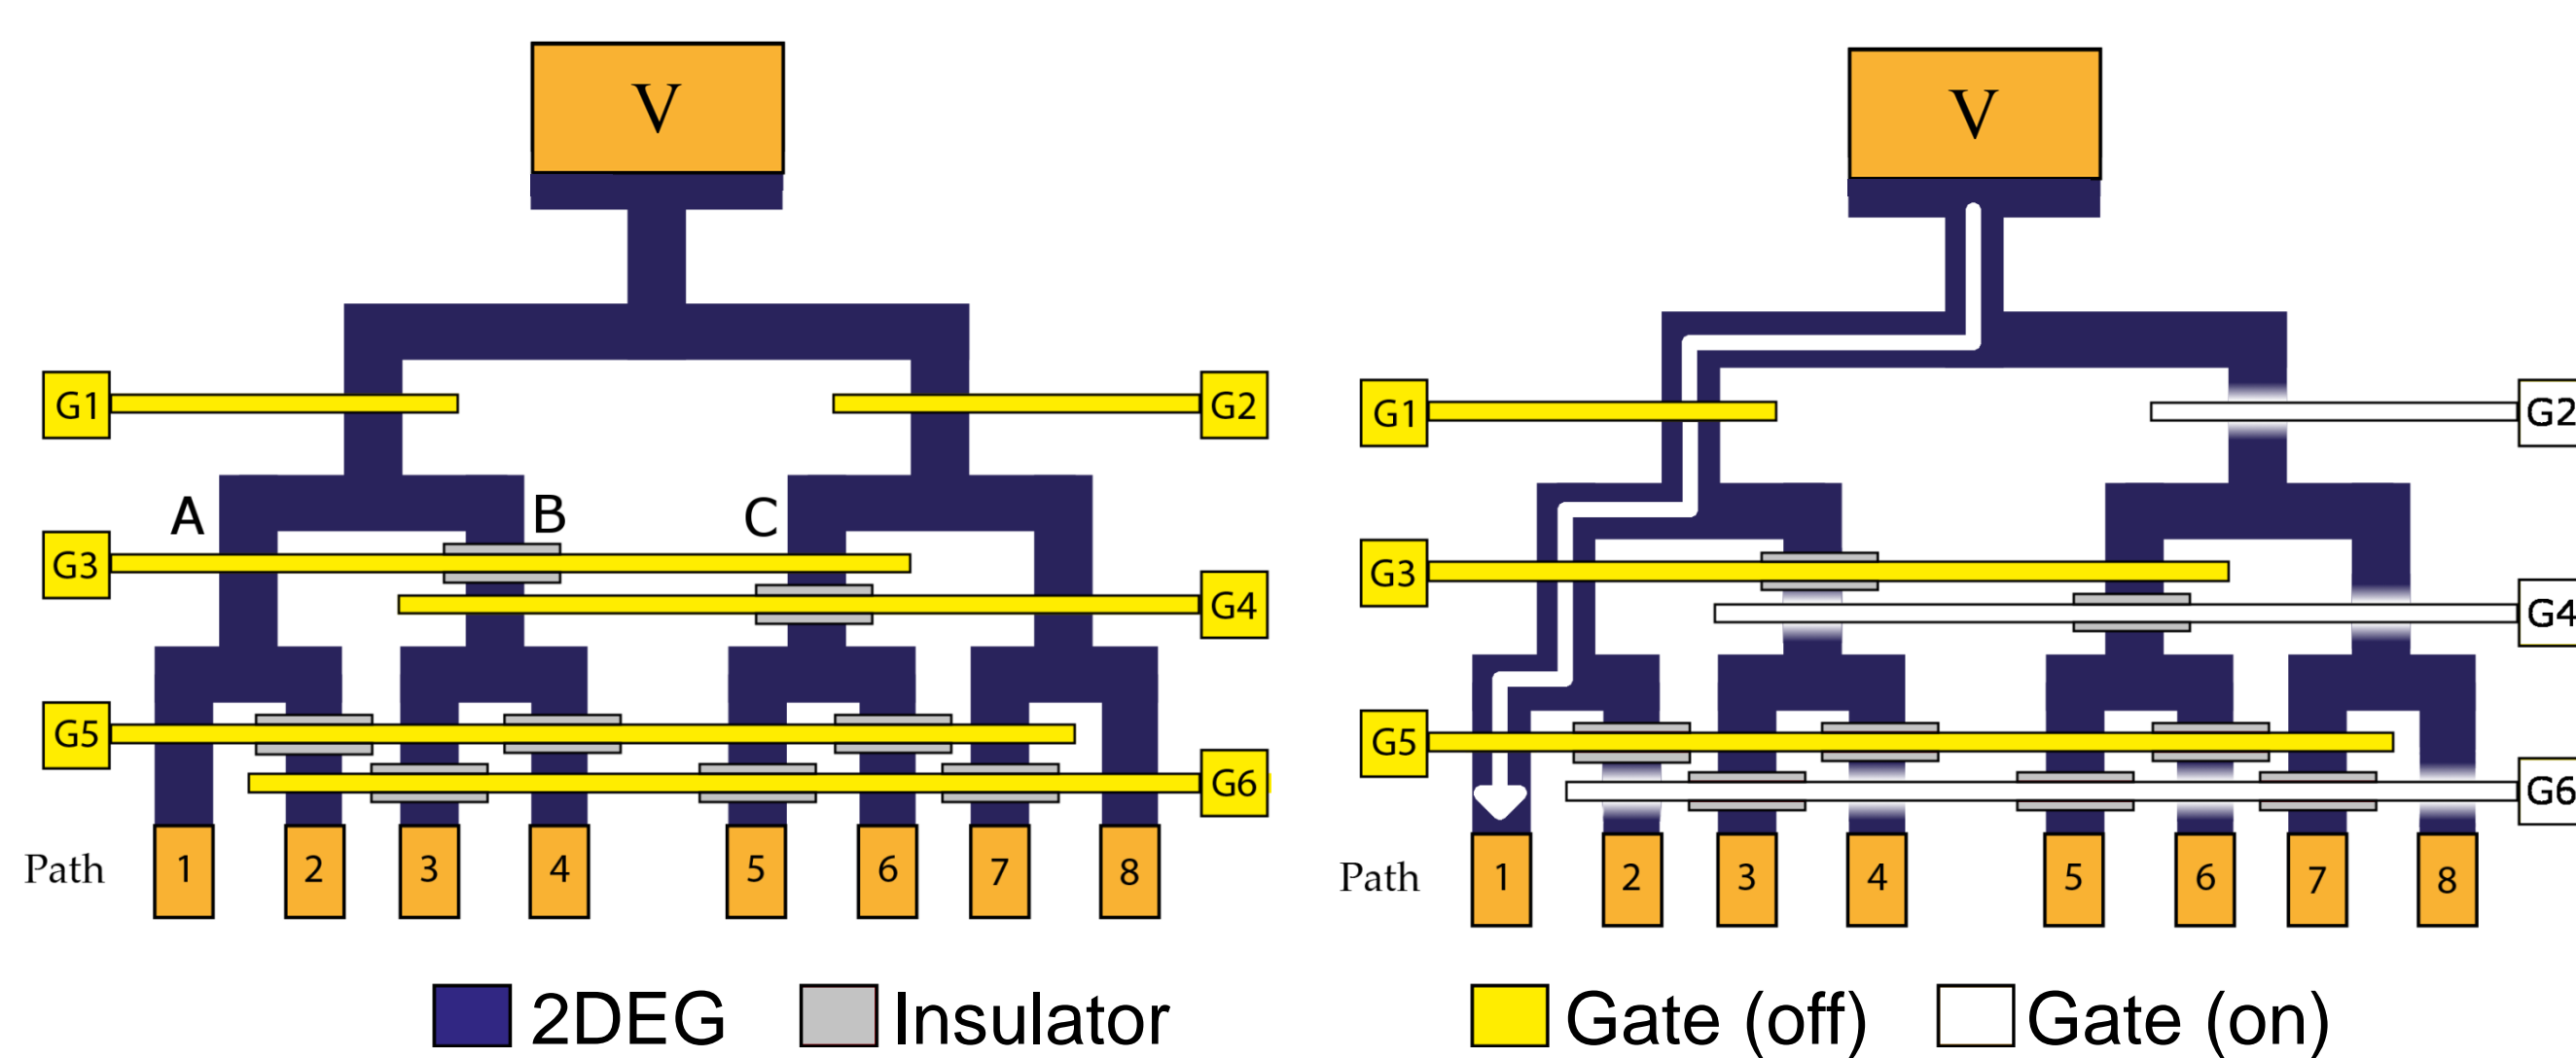 V
V
G1
G2
G1
G2
A
B
C
G3
G4
G3
G4
G5
G6
G5
G6
Path 1 2 3 4 5 6 7 8
Path 1 2 3 4 5 6 7 8
2DEG Insulator Gate (off) Gate (on)